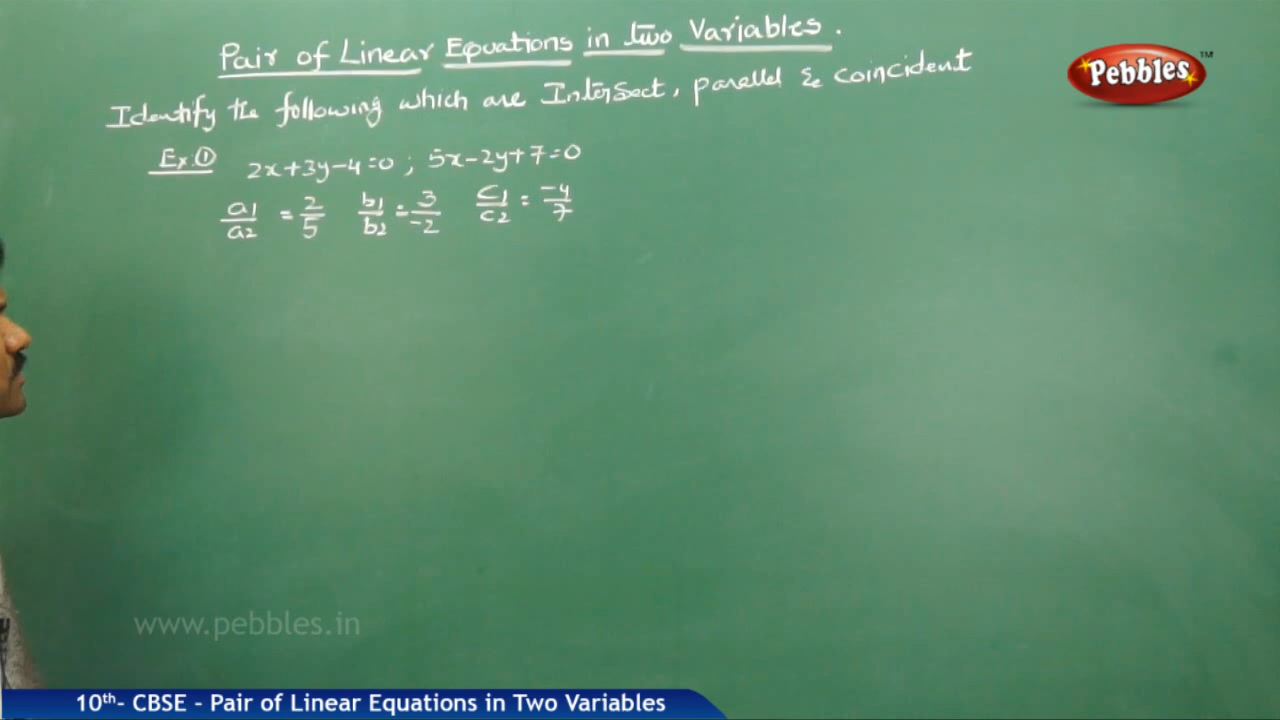 Pair of Linear Equations in two Variables.
Pebbles™
Identify the following which are Intersect, parallel & coincident
Ex:① 2x+3y-4=0 ; 5x-2y+7=0
a1/a2 = 2/5 b1/b2 = 3/-2 c1/c2 = -4/7
www.pebbles.in
10th- CBSE - Pair of Linear Equations in Two Variables